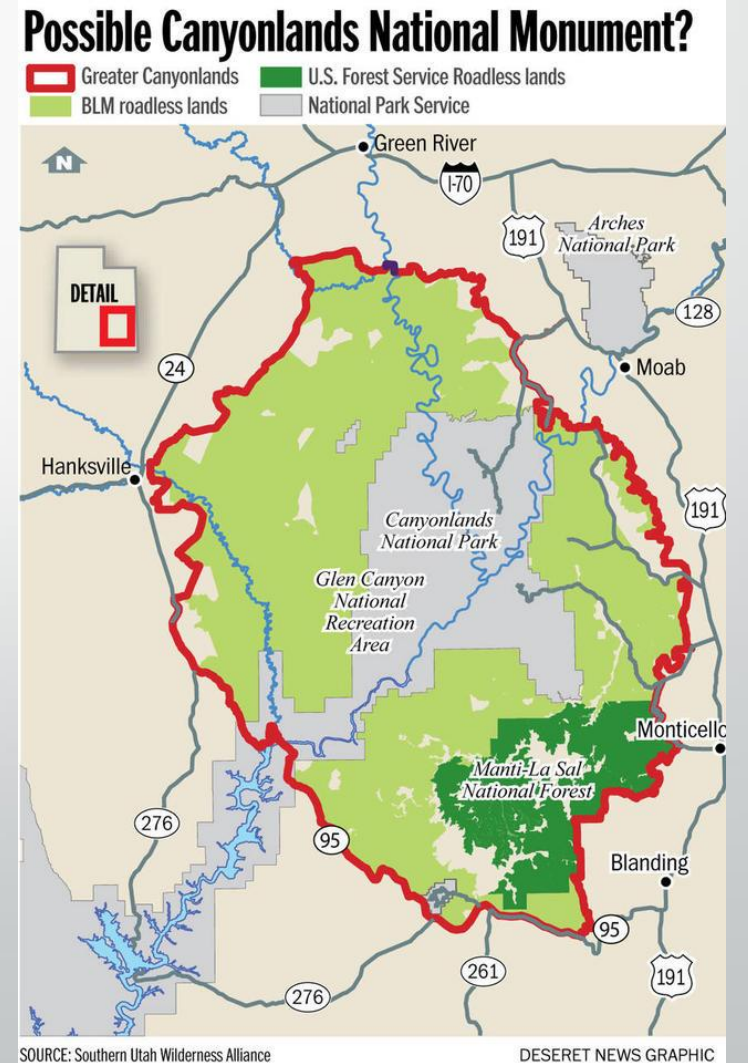 Possible Canyonlands National Monument?
Greater Canyonlands
U.S. Forest Service Roadless lands
BLM roadless lands
National Park Service
N
Green River
I-70
191
Arches
National Park
DETAIL
128
24
Moab
Hanksville
191
Canyonlands
National Park
Glen Canyon
National
Recreation
Area
Monticello
Manti-La Sal
National Forest
276
95
Blanding
95
261
191
276
SOURCE: Southern Utah Wilderness Alliance
DESERET NEWS GRAPHIC